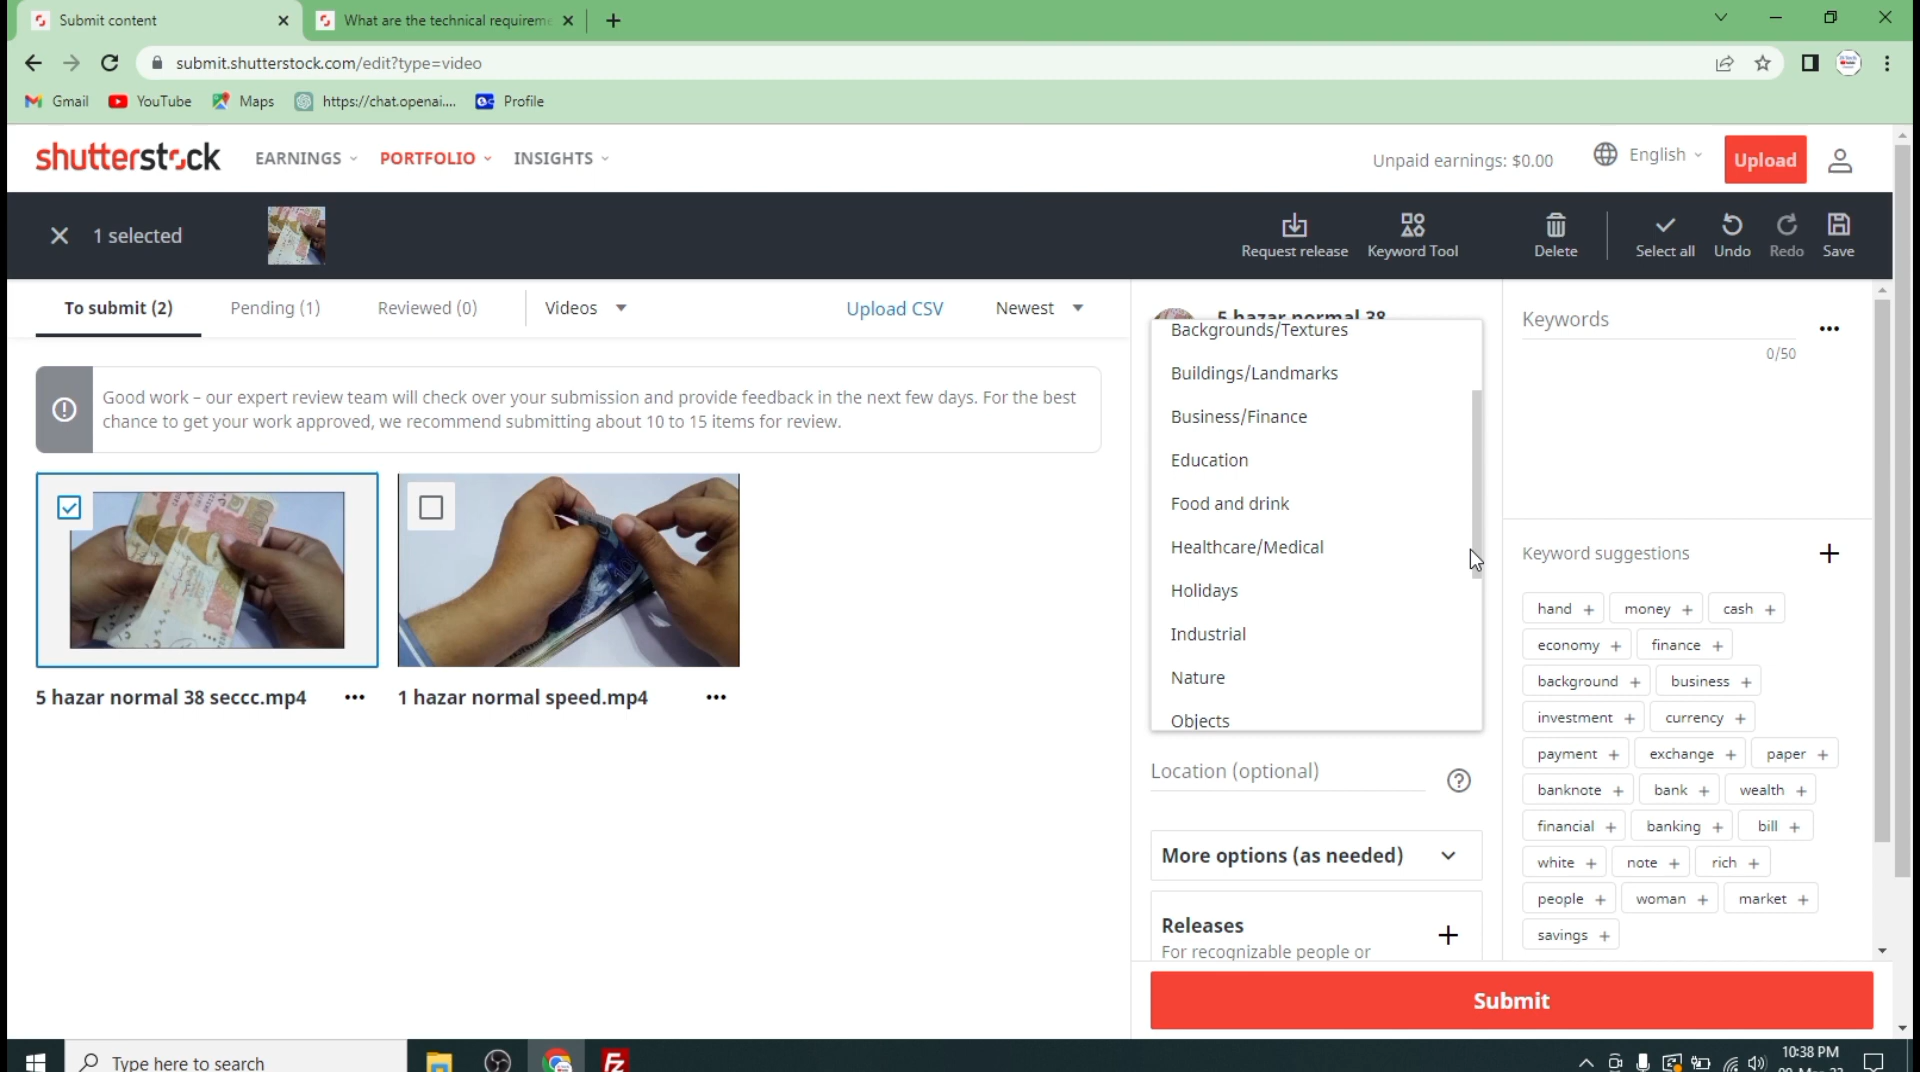 Submit content
What are the technical requireme
submit.shutterstock.com/edit?type=video
Gmail
YouTube
Maps
https://chat.openai....
Profile
shutterstock
EARNINGS
PORTFOLIO
INSIGHTS
Unpaid earnings: $0.00
English
Upload
1 selected
Request release
Keyword Tool
Delete
Select all
Undo
Redo
Save
To submit (2)
Pending (1)
Reviewed (0)
Videos
Upload CSV
Newest
Good work – our expert review team will check over your submission and provide feedback in the next few days. For the best
chance to get your work approved, we recommend submitting about 10 to 15 items for review.
5 hazar normal 38 seccc.mp4
1 hazar normal speed.mp4
5 hazar normal 38
Backgrounds/Textures
Buildings/Landmarks
Business/Finance
Education
Food and drink
Healthcare/Medical
Holidays
Industrial
Nature
Objects
Location (optional)
More options (as needed)
Releases
For recognizable people or
Keywords
0/50
Keyword suggestions
hand + money + cash +
economy + finance +
background + business +
investment + currency +
payment + exchange + paper +
banknote + bank + wealth +
financial + banking + bill +
white + note + rich +
people + woman + market +
savings +
Submit
Type here to search
10:38 PM